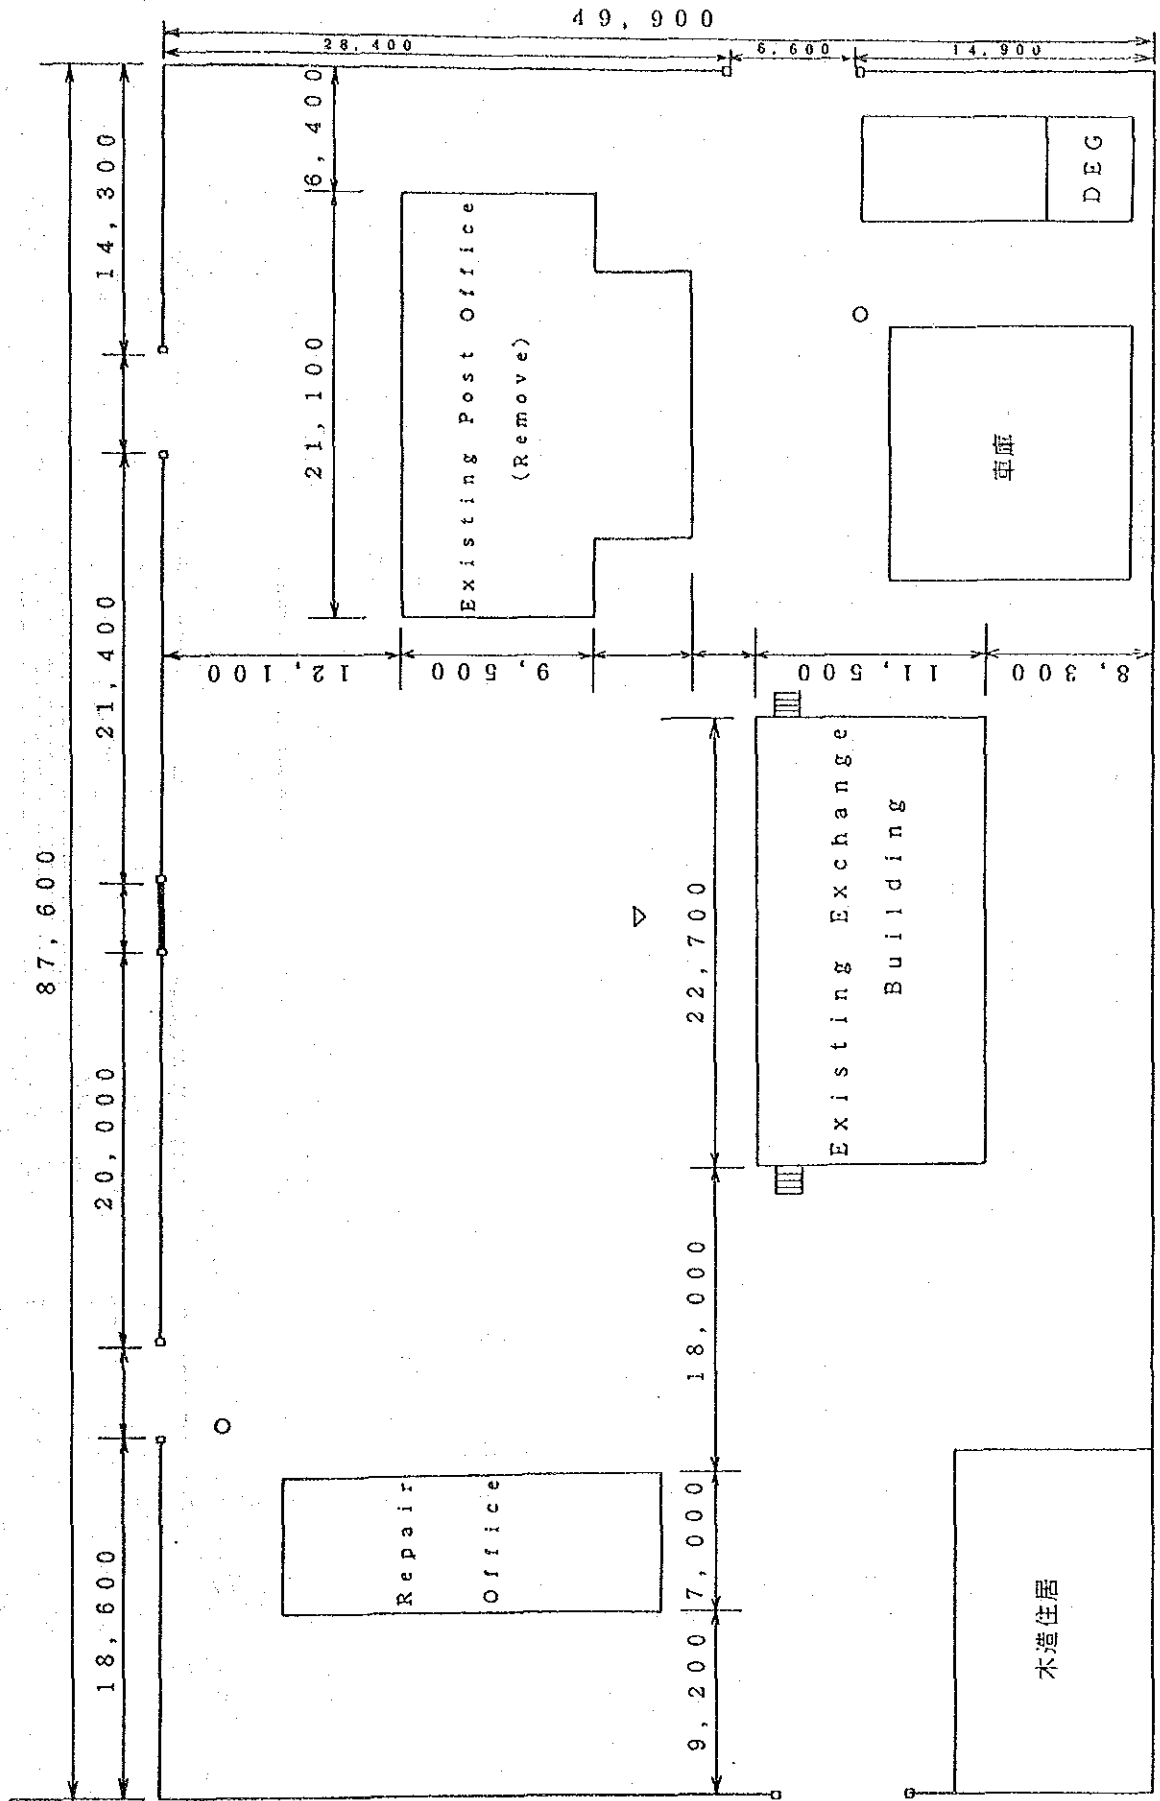 49,900
28,400
6,600
14,900
87,600
14,300
21,400
20,000
18,600
6,400
21,100
Existing Post Office
(Remove)
DEG
車庫
12,100
9,500
11,500
8,300
22,700
18,000
7,000
9,200
Existing Exchange
Building
Repair
Office
木造住居